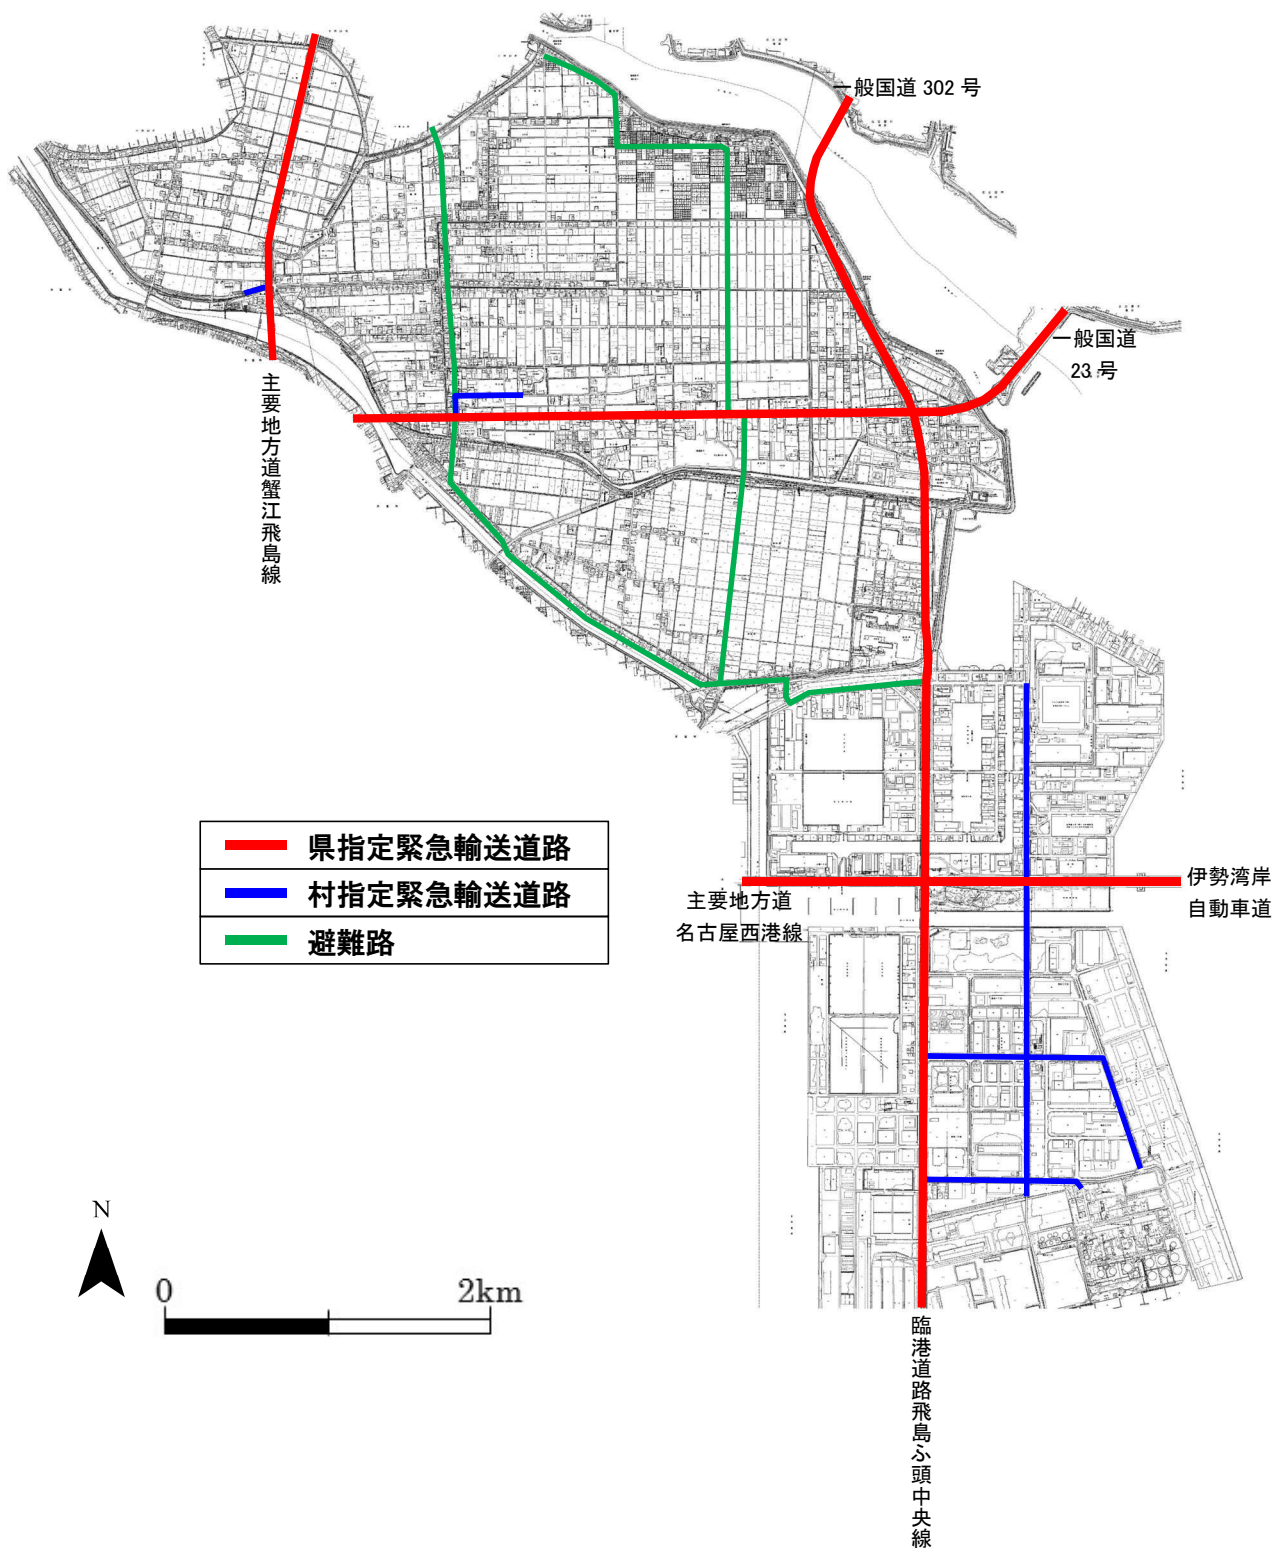 一般国道 302 号
一般国道
23 号
主要地方道蟹江飛島線
県指定緊急輸送道路
村指定緊急輸送道路
避難路
主要地方道
名古屋西港線
伊勢湾岸
自動車道
N
0 2km
臨港道路飛島ふ頭中央線